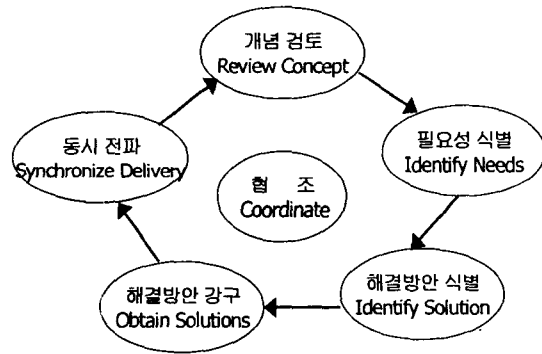 개념 검토
Review Concept
필요성 식별
Identify Needs
해결방안 식별
Identify Solution
해결방안 강구
Obtain Solutions
동시 전파
Synchronize Delivery
협 조
Coordinate